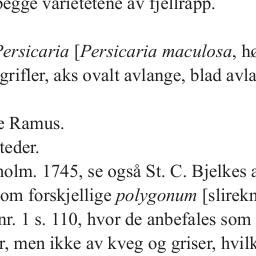 begge varietetene av fjellrapp.
Persicaria [Persicaria maculosa, hø
grifler, aks ovalt avlange, blad avla
e Ramus.
teder.
holm. 1745, se også St. C. Bjelkes a
om forskjellige polygonum [slirekn
nr. 1 s. 110, hvor de anbefales som
r, men ikke av kveg og griser, hvilk